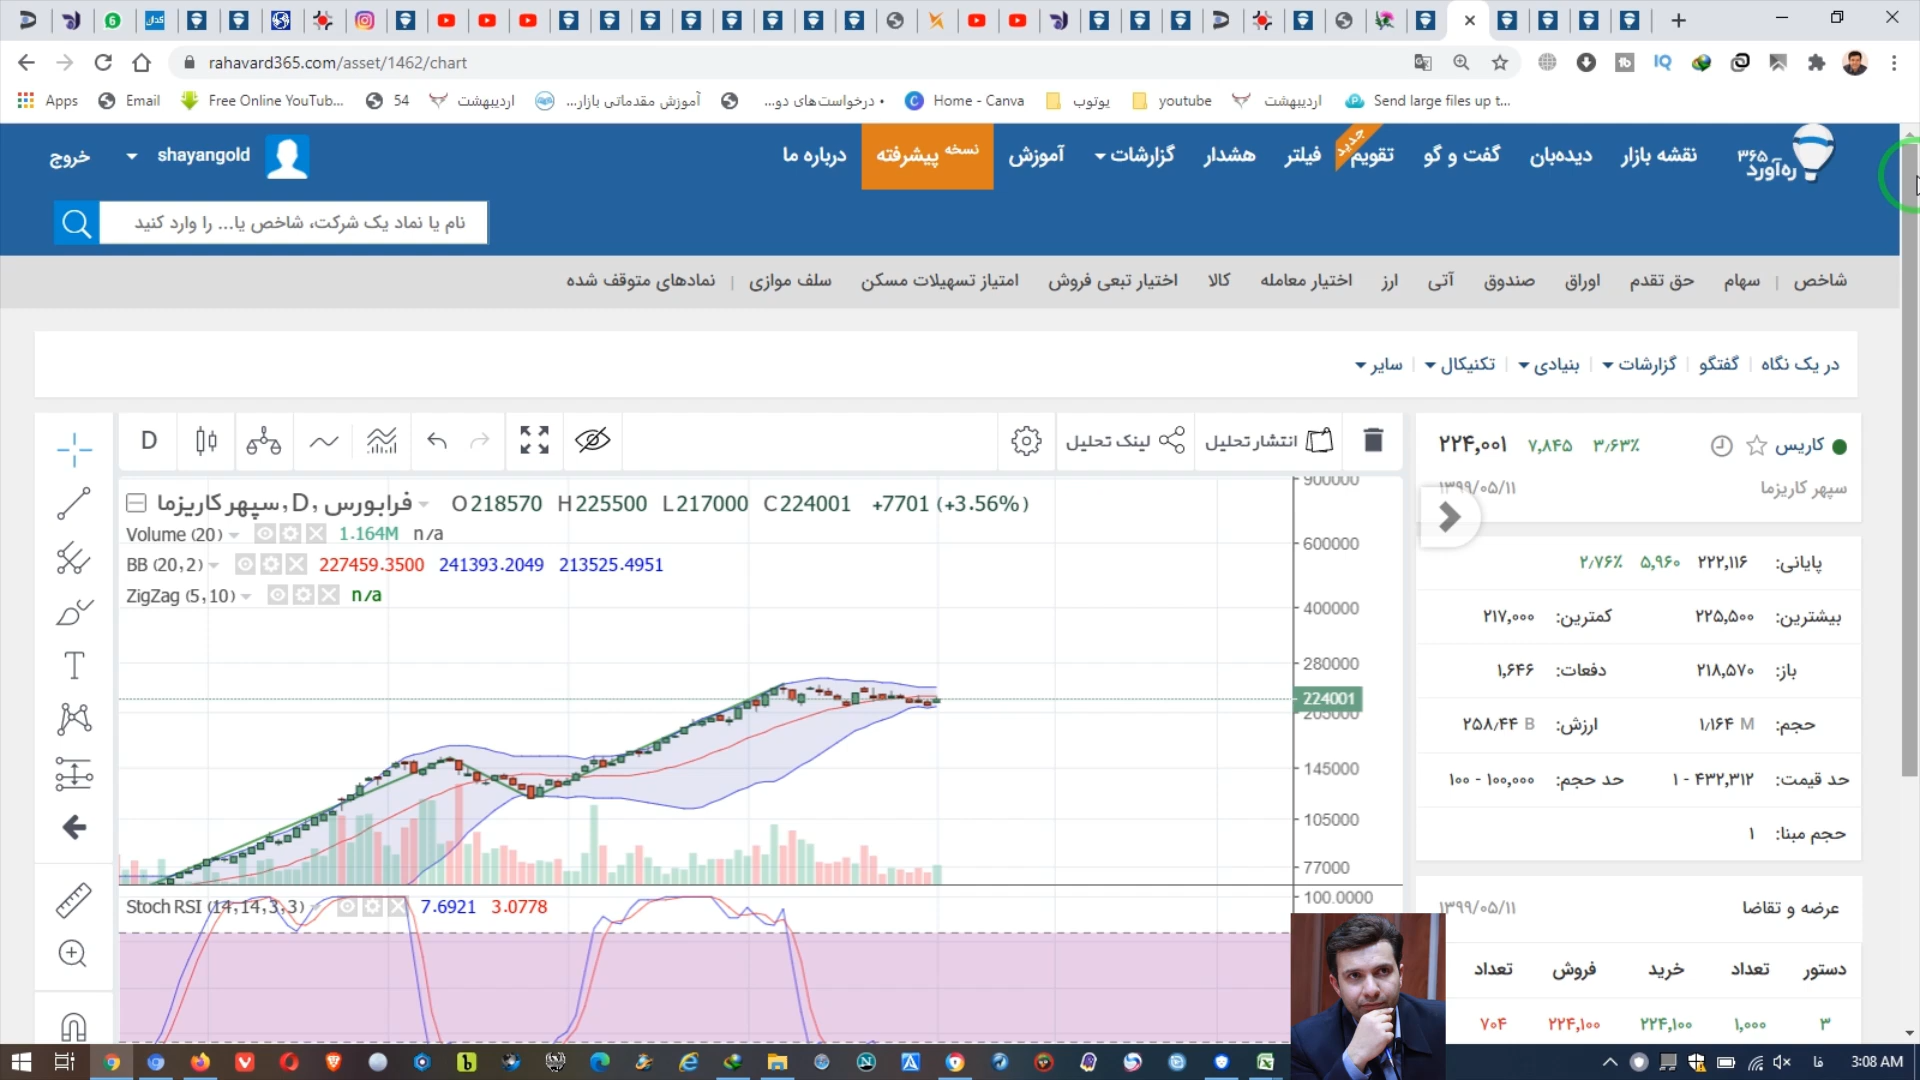 rahavard365.com/asset/1462/chart
Apps
Email
Free Online YouTub...
54
اردیبهشت
آموزش مقدماتی بازار...
درخواست‌های دو...
Home - Canva
یوتوب
youtube
اردیبهشت
Send large files up t...
ره‌آورد ۳۶۵
نقشه بازار
دیده‌بان
گفت و گو
تقویم
جدید
فیلتر
هشدار
گزارشات
آموزش
نسخه پیشرفته
درباره ما
shayangold
خروج
نام یا نماد یک شرکت، شاخص یا... را وارد کنید
شاخص | سهام حق تقدم اوراق صندوق آتی ارز اختیار معامله کالا اختیار تبعی فروش امتیاز تسهیلات مسکن سلف موازی | نمادهای متوقف شده
در یک نگاه | گفتگو | گزارشات | بنیادی | تکنیکال | سایر
D
لینک تحلیل
انتشار تحلیل
کاریس
۲۲۴,۰۰۱ ۷,۸۴۵ ۳٫۶۳٪
سپهر کاریزما
۱۳۹۹/۰۵/۱۱
سپهر کاریزما, D, فرابورس O218570 H225500 L217000 C224001 +7701 (+3.56%)
Volume (20) 1.164M n/a
BB (20,2) 227459.3500 241393.2049 213525.4951
ZigZag (5,10) n/a
900000
600000
400000
280000
224001
205000
145000
105000
77000
100.0000
Stoch RSI (14,14,3,3) 7.6921 3.0778
پایانی: ۲۲۲,۱۱۶ ۵,۹۶۰ ۲٫۷۶٪
بیشترین: ۲۲۵,۵۰۰ کمترین: ۲۱۷,۰۰۰
باز: ۲۱۸,۵۷۰ دفعات: ۱,۶۴۶
حجم: ۱٫۱۶۴ M ارزش: ۲۵۸٫۴۴ B
حد قیمت: ۴۳۲,۳۱۲ - ۱ حد حجم: ۱۰۰,۰۰۰ - ۱۰۰
حجم مبنا: ۱
عرضه و تقاضا ۱۳۹۹/۰۵/۱۱
دستور تعداد خرید فروش تعداد
۳ ۱,۰۰۰ ۲۲۴,۱۰۰ ۲۲۴,۱۰۰ ۷۰۴
فا
3:08 AM